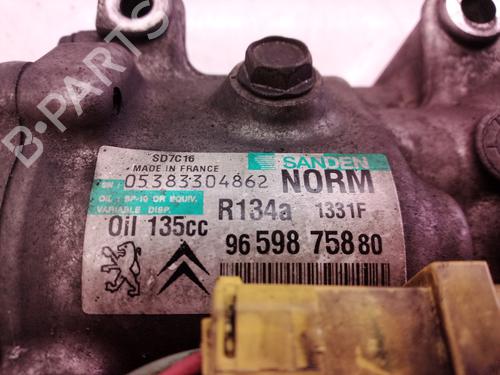 B-PARTS
SD7C16
MADE IN FRANCE
SANDEN
SN: 05383304862
NORM
OIL : SP-10 OR EQUIV.
VARIABLE DISP.
R134a 1331F
Oil 135cc
96 598 758 80